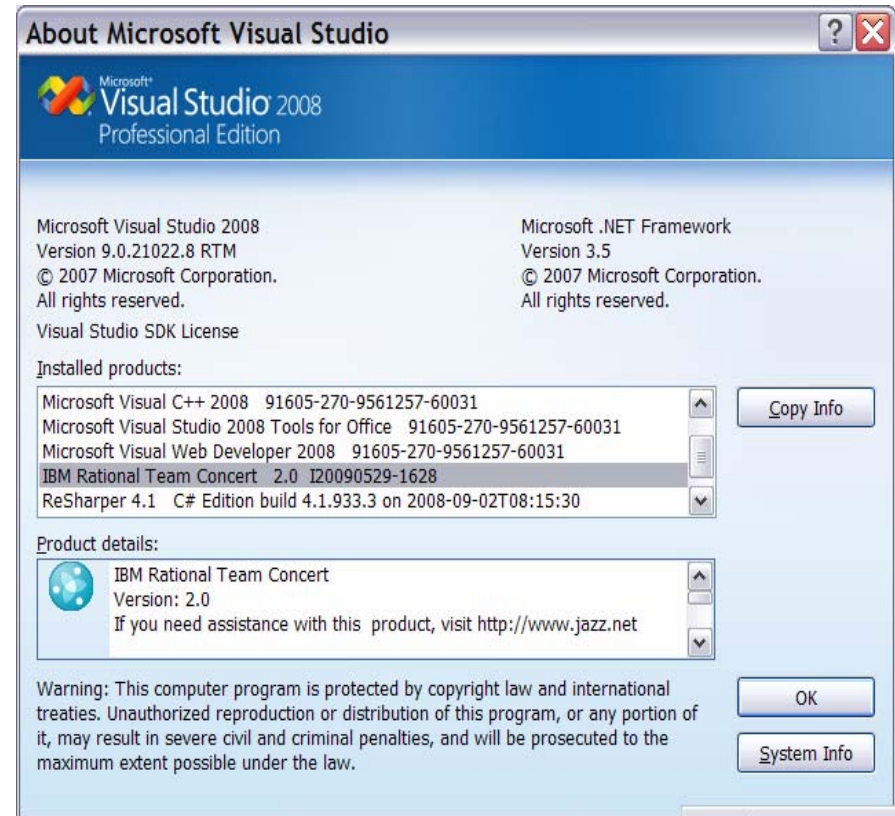 About Microsoft Visual Studio
?
Microsoft®
Visual Studio 2008
Professional Edition
Microsoft Visual Studio 2008
Version 9.0.21022.8 RTM
© 2007 Microsoft Corporation.
All rights reserved.
Microsoft .NET Framework
Version 3.5
© 2007 Microsoft Corporation.
All rights reserved.
Visual Studio SDK License
Installed products:
Microsoft Visual C++ 2008 91605-270-9561257-60031
Microsoft Visual Studio 2008 Tools for Office 91605-270-9561257-60031
Microsoft Visual Web Developer 2008 91605-270-9561257-60031
IBM Rational Team Concert 2.0 I20090529-1628
ReSharper 4.1 C# Edition build 4.1.933.3 on 2008-09-02T08:15:30
Copy Info
Product details:
IBM Rational Team Concert
Version: 2.0
If you need assistance with this product, visit http://www.jazz.net
Warning: This computer program is protected by copyright law and international
treaties. Unauthorized reproduction or distribution of this program, or any portion of
it, may result in severe civil and criminal penalties, and will be prosecuted to the
maximum extent possible under the law.
OK
System Info